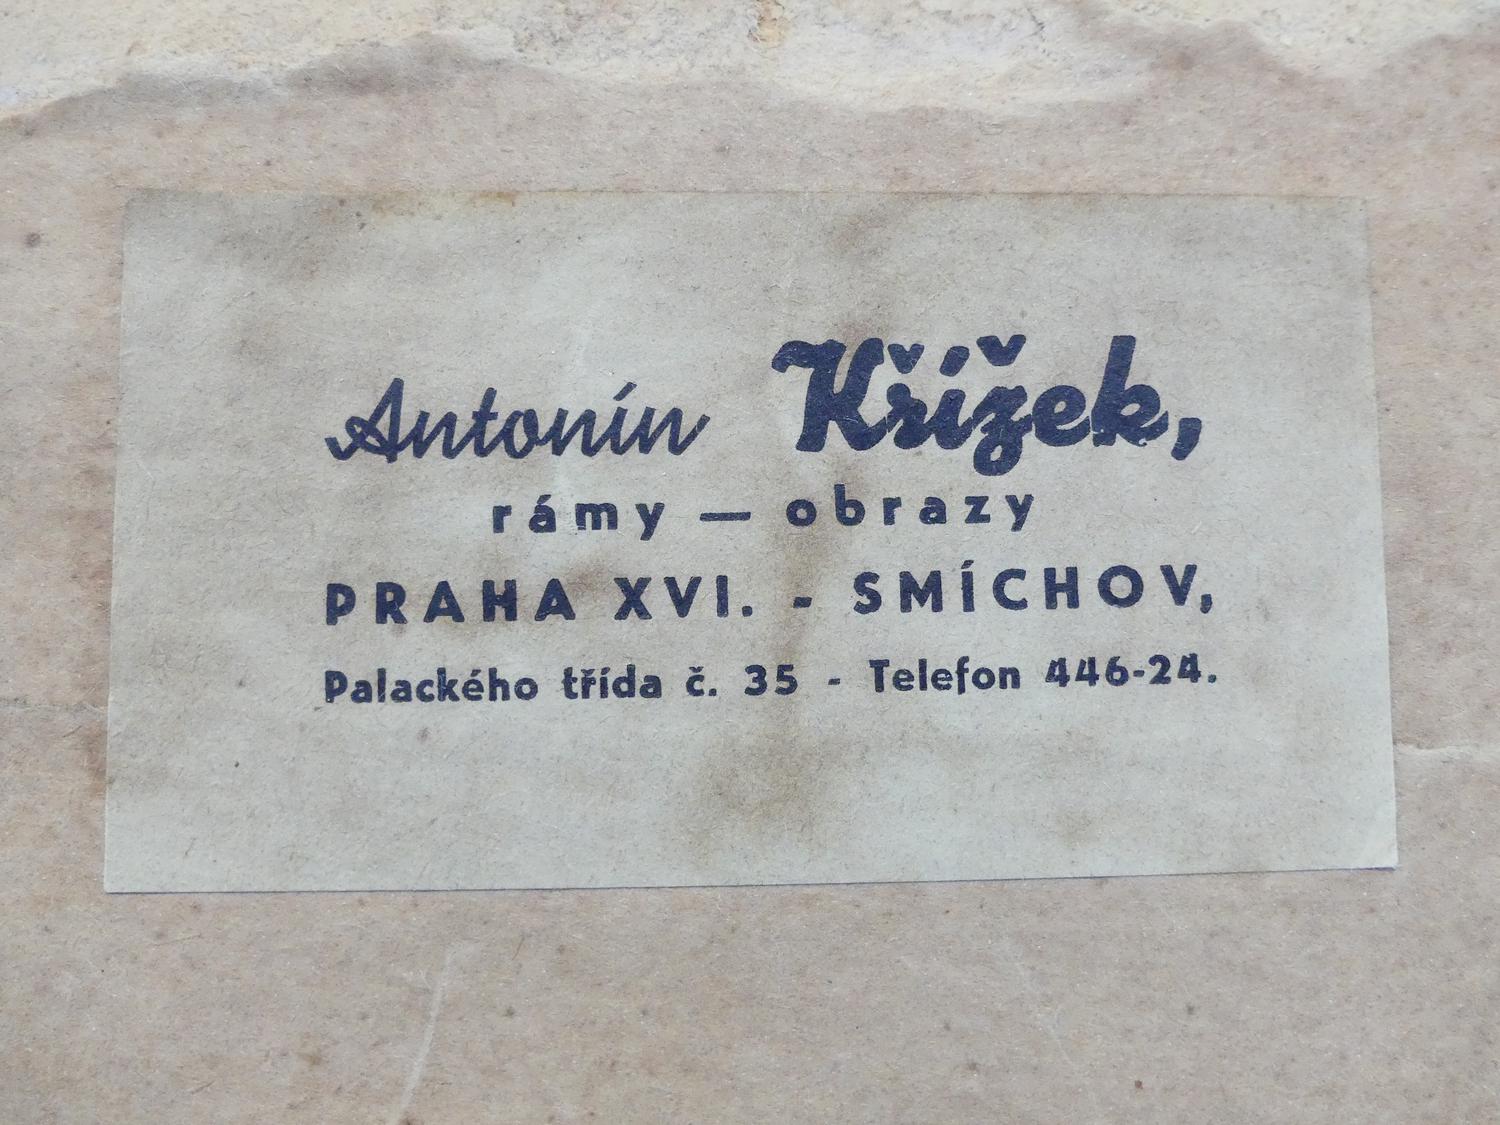 Antonín Křížek,
rámy — obrazy
PRAHA XVI. - SMÍCHOV,
Palackého třída č. 35 - Telefon 446-24.